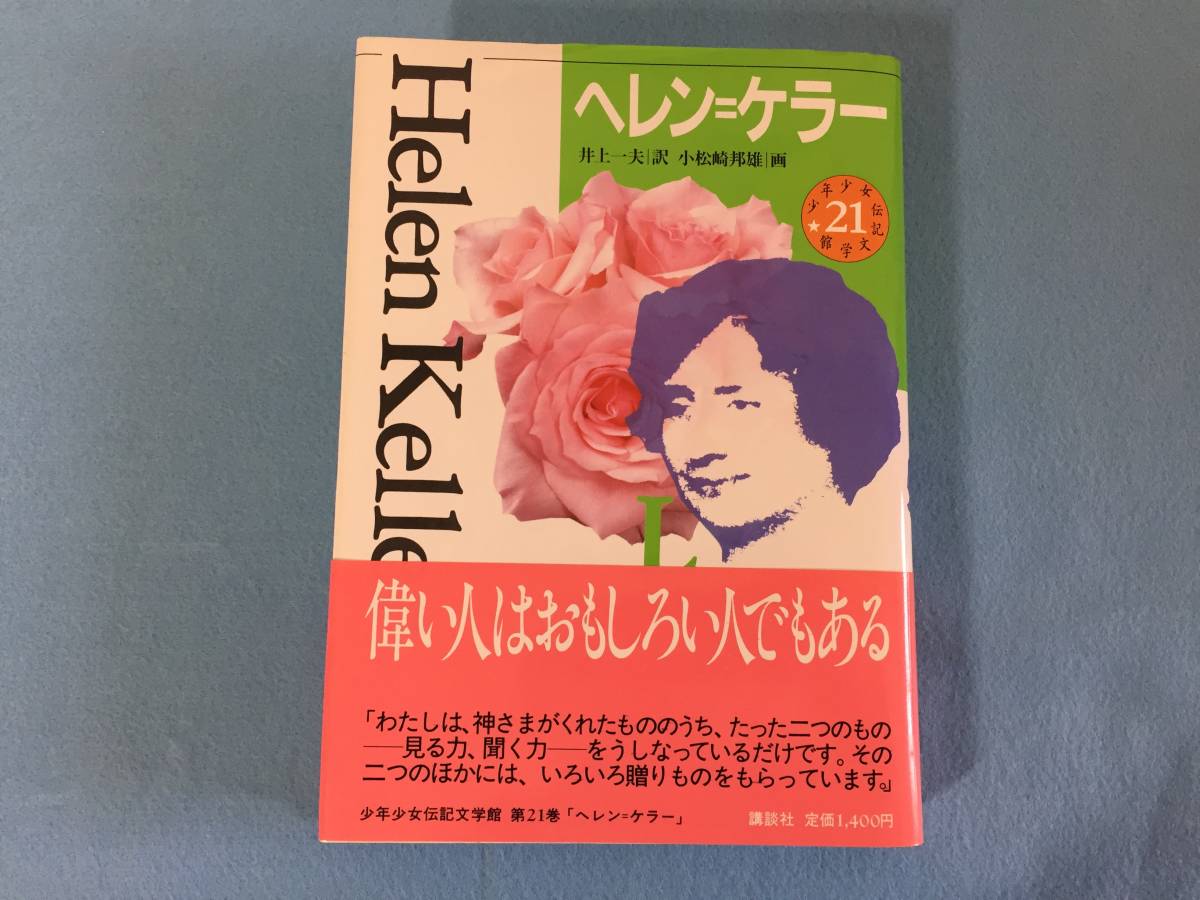 Helen Kelle
ヘレン=ケラー
井上一夫|訳 小松崎邦雄|画
少年少女伝記文学館
★21
L
偉い人はおもしろい人でもある
「わたしは、神さまがくれたもののうち、たった二つのもの
──見る力、聞く力──をうしなっているだけです。その
二つのほかには、いろいろ贈りものをもらっています。」
少年少女伝記文学館 第21巻「ヘレン=ケラー」
講談社 定価1,400円